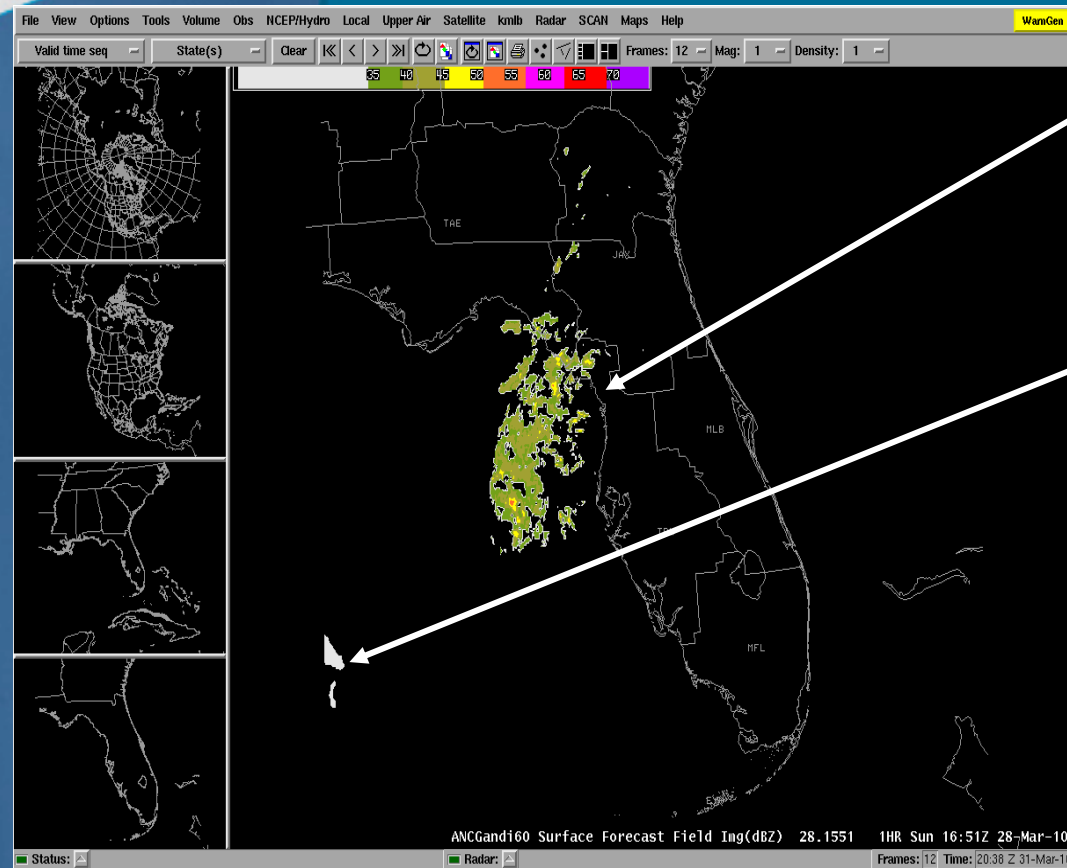 File View Options Tools Volume Obs NCEP/Hydro Local Upper Air Satellite kmlb Radar SCAN Maps Help WarnGen
Valid time seq State(s) Clear Frames: 12 Mag: 1 Density: 1
35 40 45 50 55 60 65 70
TAE
JAX
MLB
MFL
ANCGandi60 Surface Forecast Field Img(dBZ) 28.1551 1HR Sun 16:51Z 28-Mar-10
Status: Radar: Frames: 12 Time: 20:38 Z 31-Mar-10